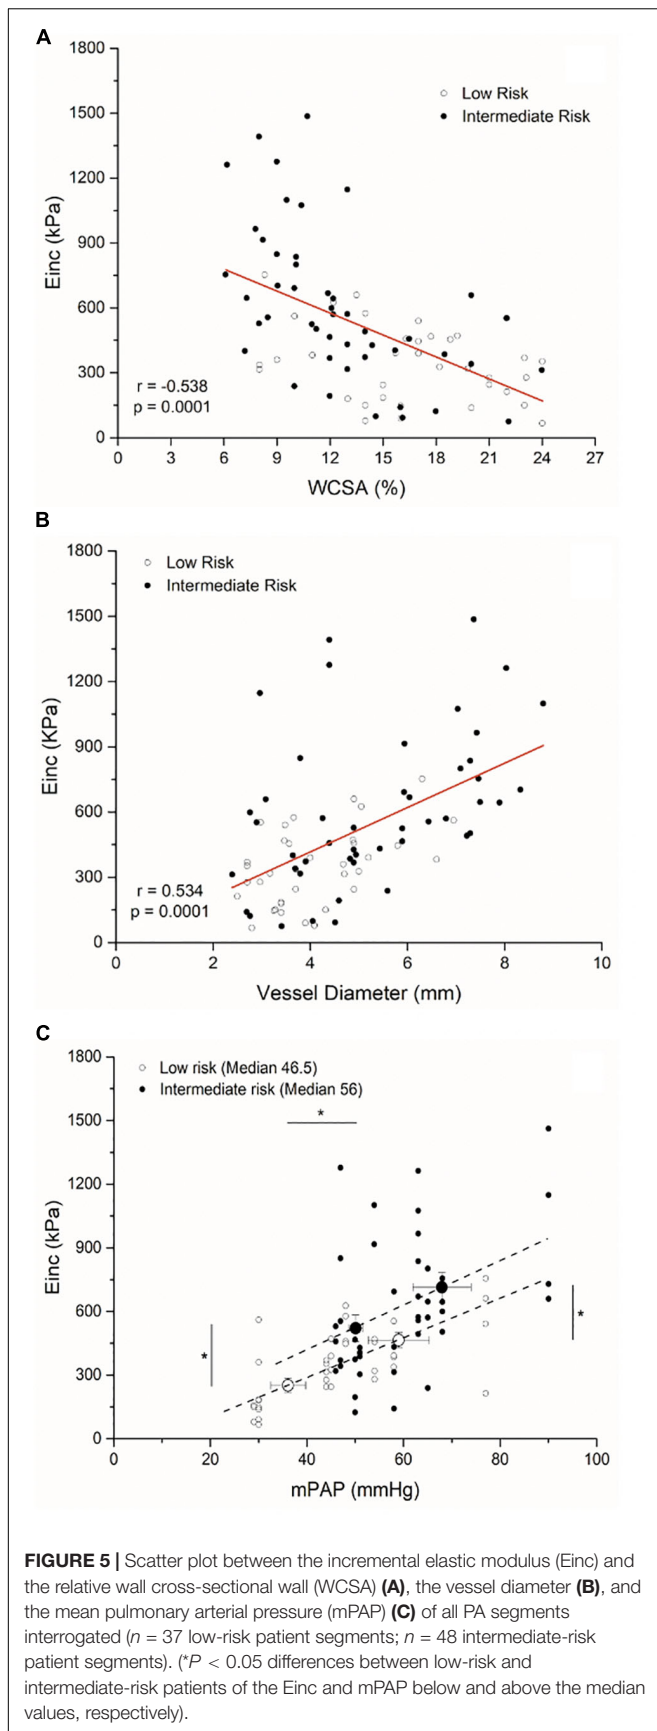 A
1800
1500
1200
900
600
300
0
Einc (kPa)
Low Risk
Intermediate Risk
r = -0.538
p = 0.0001
0 3 6 9 12 15 18 21 24 27
WCSA (%)
B
1800
1500
1200
900
600
300
0
Einc (KPa)
Low Risk
Intermediate Risk
r = 0.534
p = 0.0001
0 2 4 6 8 10
Vessel Diameter (mm)
C
1800
1500
1200
900
600
300
0
Einc (kPa)
Low risk (Median 46.5)
Intermediate risk (Median 56)
*
*
*
0 20 40 60 80 100
mPAP (mmHg)
FIGURE 5 | Scatter plot between the incremental elastic modulus (Einc) and
the relative wall cross-sectional wall (WCSA) (A), the vessel diameter (B), and
the mean pulmonary arterial pressure (mPAP) (C) of all PA segments
interrogated (n = 37 low-risk patient segments; n = 48 intermediate-risk
patient segments). (*P < 0.05 differences between low-risk and
intermediate-risk patients of the Einc and mPAP below and above the median
values, respectively).